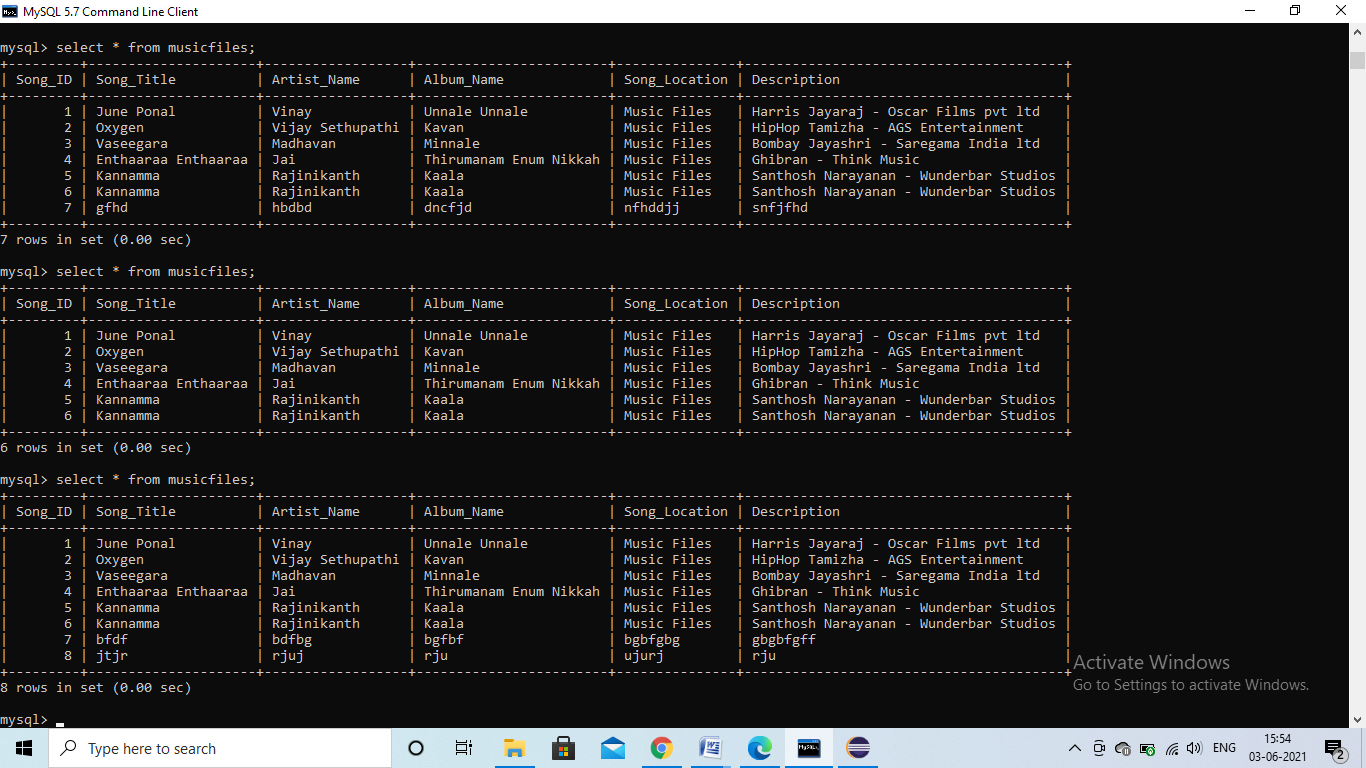 MySQL 5.7 Command Line Client
mysql> select * from musicfiles;
+---------+---------------------+------------------+------------------------+---------------+----------------------------------------+
| Song_ID | Song_Title          | Artist_Name      | Album_Name             | Song_Location | Description                            |
+---------+---------------------+------------------+------------------------+---------------+----------------------------------------+
|       1 | June Ponal          | Vinay            | Unnale Unnale          | Music Files   | Harris Jayaraj - Oscar Films pvt ltd   |
|       2 | Oxygen              | Vijay Sethupathi | Kavan                  | Music Files   | HipHop Tamizha - AGS Entertainment     |
|       3 | Vaseegara           | Madhavan         | Minnale                | Music Files   | Bombay Jayashri - Saregama India ltd   |
|       4 | Enthaaraa Enthaaraa | Jai              | Thirumanam Enum Nikkah | Music Files   | Ghibran - Think Music                  |
|       5 | Kannamma            | Rajinikanth      | Kaala                  | Music Files   | Santhosh Narayanan - Wunderbar Studios |
|       6 | Kannamma            | Rajinikanth      | Kaala                  | Music Files   | Santhosh Narayanan - Wunderbar Studios |
|       7 | gfhd                | hbdbd            | dncfjd                 | nfhddjj       | snfjfhd                                |
+---------+---------------------+------------------+------------------------+---------------+----------------------------------------+
7 rows in set (0.00 sec)
mysql> select * from musicfiles;
+---------+---------------------+------------------+------------------------+---------------+----------------------------------------+
| Song_ID | Song_Title          | Artist_Name      | Album_Name             | Song_Location | Description                            |
+---------+---------------------+------------------+------------------------+---------------+----------------------------------------+
|       1 | June Ponal          | Vinay            | Unnale Unnale          | Music Files   | Harris Jayaraj - Oscar Films pvt ltd   |
|       2 | Oxygen              | Vijay Sethupathi | Kavan                  | Music Files   | HipHop Tamizha - AGS Entertainment     |
|       3 | Vaseegara           | Madhavan         | Minnale                | Music Files   | Bombay Jayashri - Saregama India ltd   |
|       4 | Enthaaraa Enthaaraa | Jai              | Thirumanam Enum Nikkah | Music Files   | Ghibran - Think Music                  |
|       5 | Kannamma            | Rajinikanth      | Kaala                  | Music Files   | Santhosh Narayanan - Wunderbar Studios |
|       6 | Kannamma            | Rajinikanth      | Kaala                  | Music Files   | Santhosh Narayanan - Wunderbar Studios |
+---------+---------------------+------------------+------------------------+---------------+----------------------------------------+
6 rows in set (0.00 sec)
mysql> select * from musicfiles;
+---------+---------------------+------------------+------------------------+---------------+----------------------------------------+
| Song_ID | Song_Title          | Artist_Name      | Album_Name             | Song_Location | Description                            |
+---------+---------------------+------------------+------------------------+---------------+----------------------------------------+
|       1 | June Ponal          | Vinay            | Unnale Unnale          | Music Files   | Harris Jayaraj - Oscar Films pvt ltd   |
|       2 | Oxygen              | Vijay Sethupathi | Kavan                  | Music Files   | HipHop Tamizha - AGS Entertainment     |
|       3 | Vaseegara           | Madhavan         | Minnale                | Music Files   | Bombay Jayashri - Saregama India ltd   |
|       4 | Enthaaraa Enthaaraa | Jai              | Thirumanam Enum Nikkah | Music Files   | Ghibran - Think Music                  |
|       5 | Kannamma            | Rajinikanth      | Kaala                  | Music Files   | Santhosh Narayanan - Wunderbar Studios |
|       6 | Kannamma            | Rajinikanth      | Kaala                  | Music Files   | Santhosh Narayanan - Wunderbar Studios |
|       7 | bfdf                | bdfbg            | bgfbf                  | bgbfgbg       | gbgbfgff                               |
|       8 | jtjr                | rjuj             | rju                    | ujurj         | rju                                    |
+---------+---------------------+------------------+------------------------+---------------+----------------------------------------+
8 rows in set (0.00 sec)
mysql>
Activate Windows
Go to Settings to activate Windows.
Type here to search
ENG
15:54
03-06-2021
2